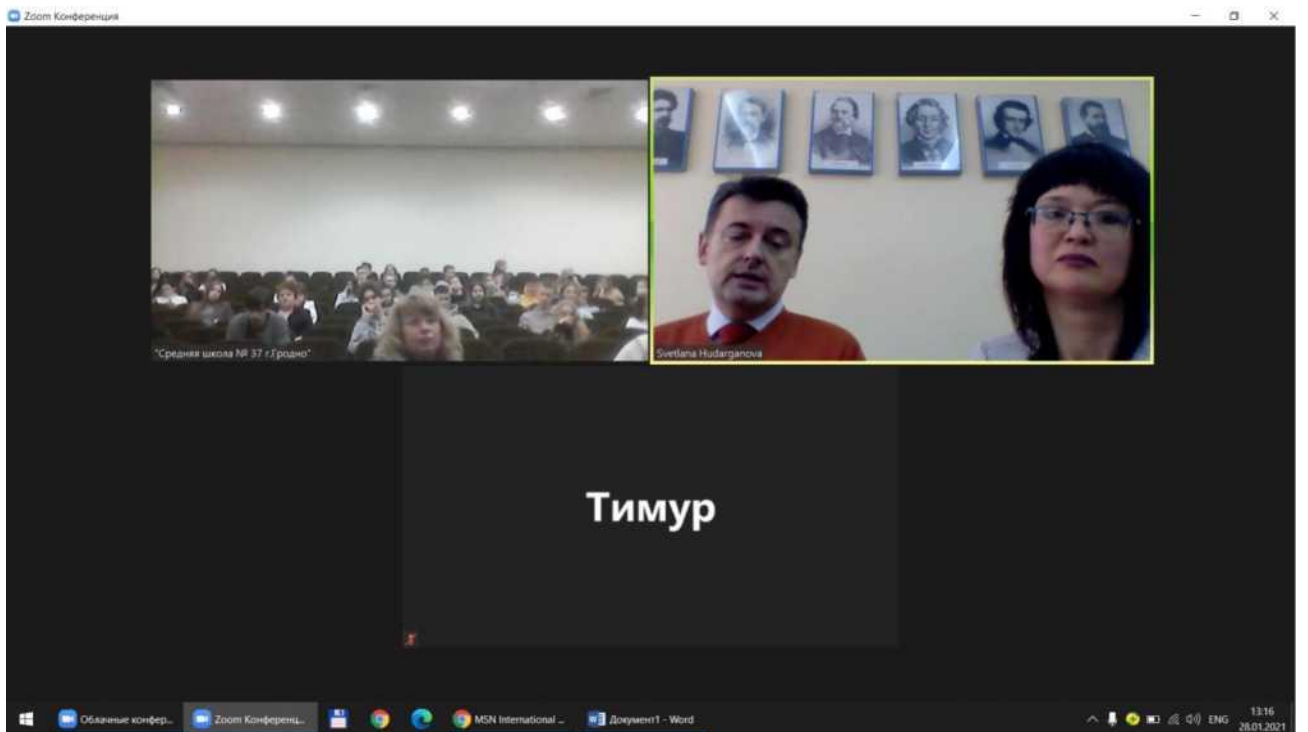 Zoom Конференция
"Средняя школа № 37 г.Гродно"
Svetlana Hudarganova
Тимур
Облачные конфер...
Zoom Конференц...
MSN International ...
Документ1 - Word
ENG
13:16
28.01.2021